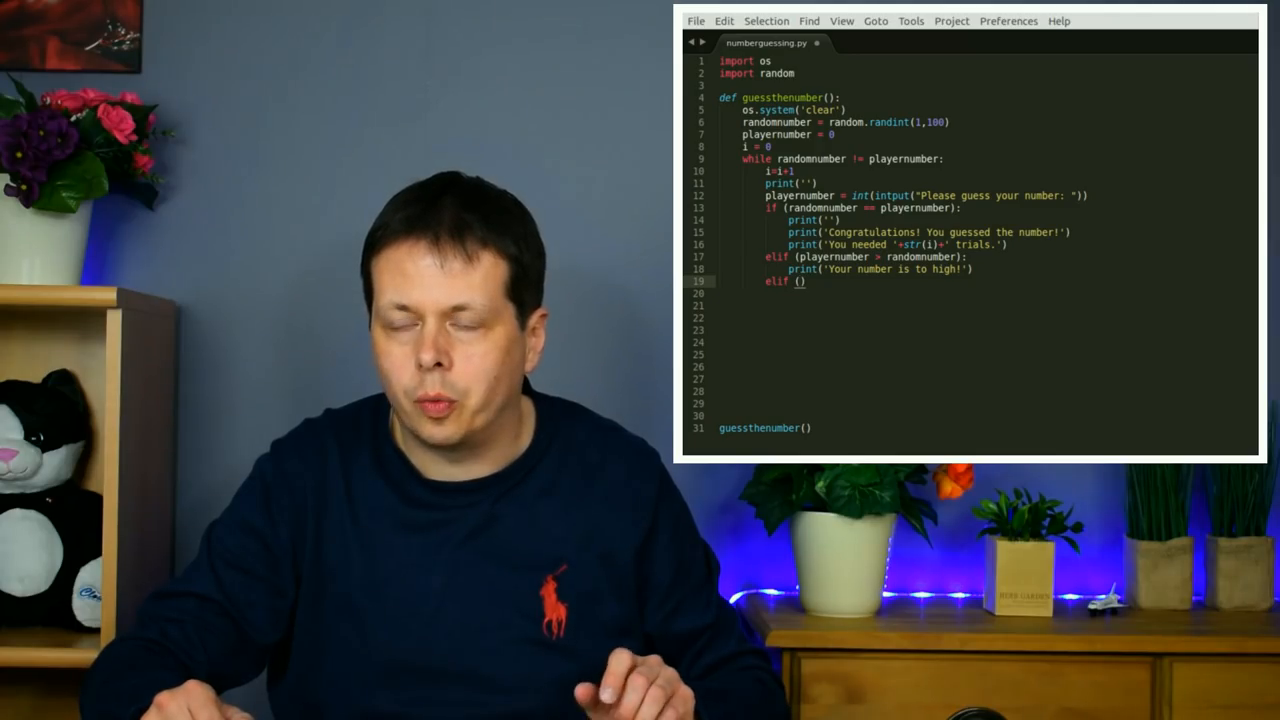 File Edit Selection Find View Goto Tools Project Preferences Help
numberguessing.py
1 import os
2 import random
3
4 def guessthenumber():
5 os.system('clear')
6 randomnumber = random.randint(1,100)
7 playernumber = 0
8 i = 0
9 while randomnumber != playernumber:
10 i=i+1
11 print('')
12 playernumber = int(intput("Please guess your number: "))
13 if (randomnumber == playernumber):
14 print('')
15 print('Congratulations! You guessed the number!')
16 print('You needed '+str(i)+' trials.')
17 elif (playernumber > randomnumber):
18 print('Your number is to high!')
19 elif ()
20
21
22
23
24
25
26
27
28
29
30
31 guessthenumber()
HERB GARDEN